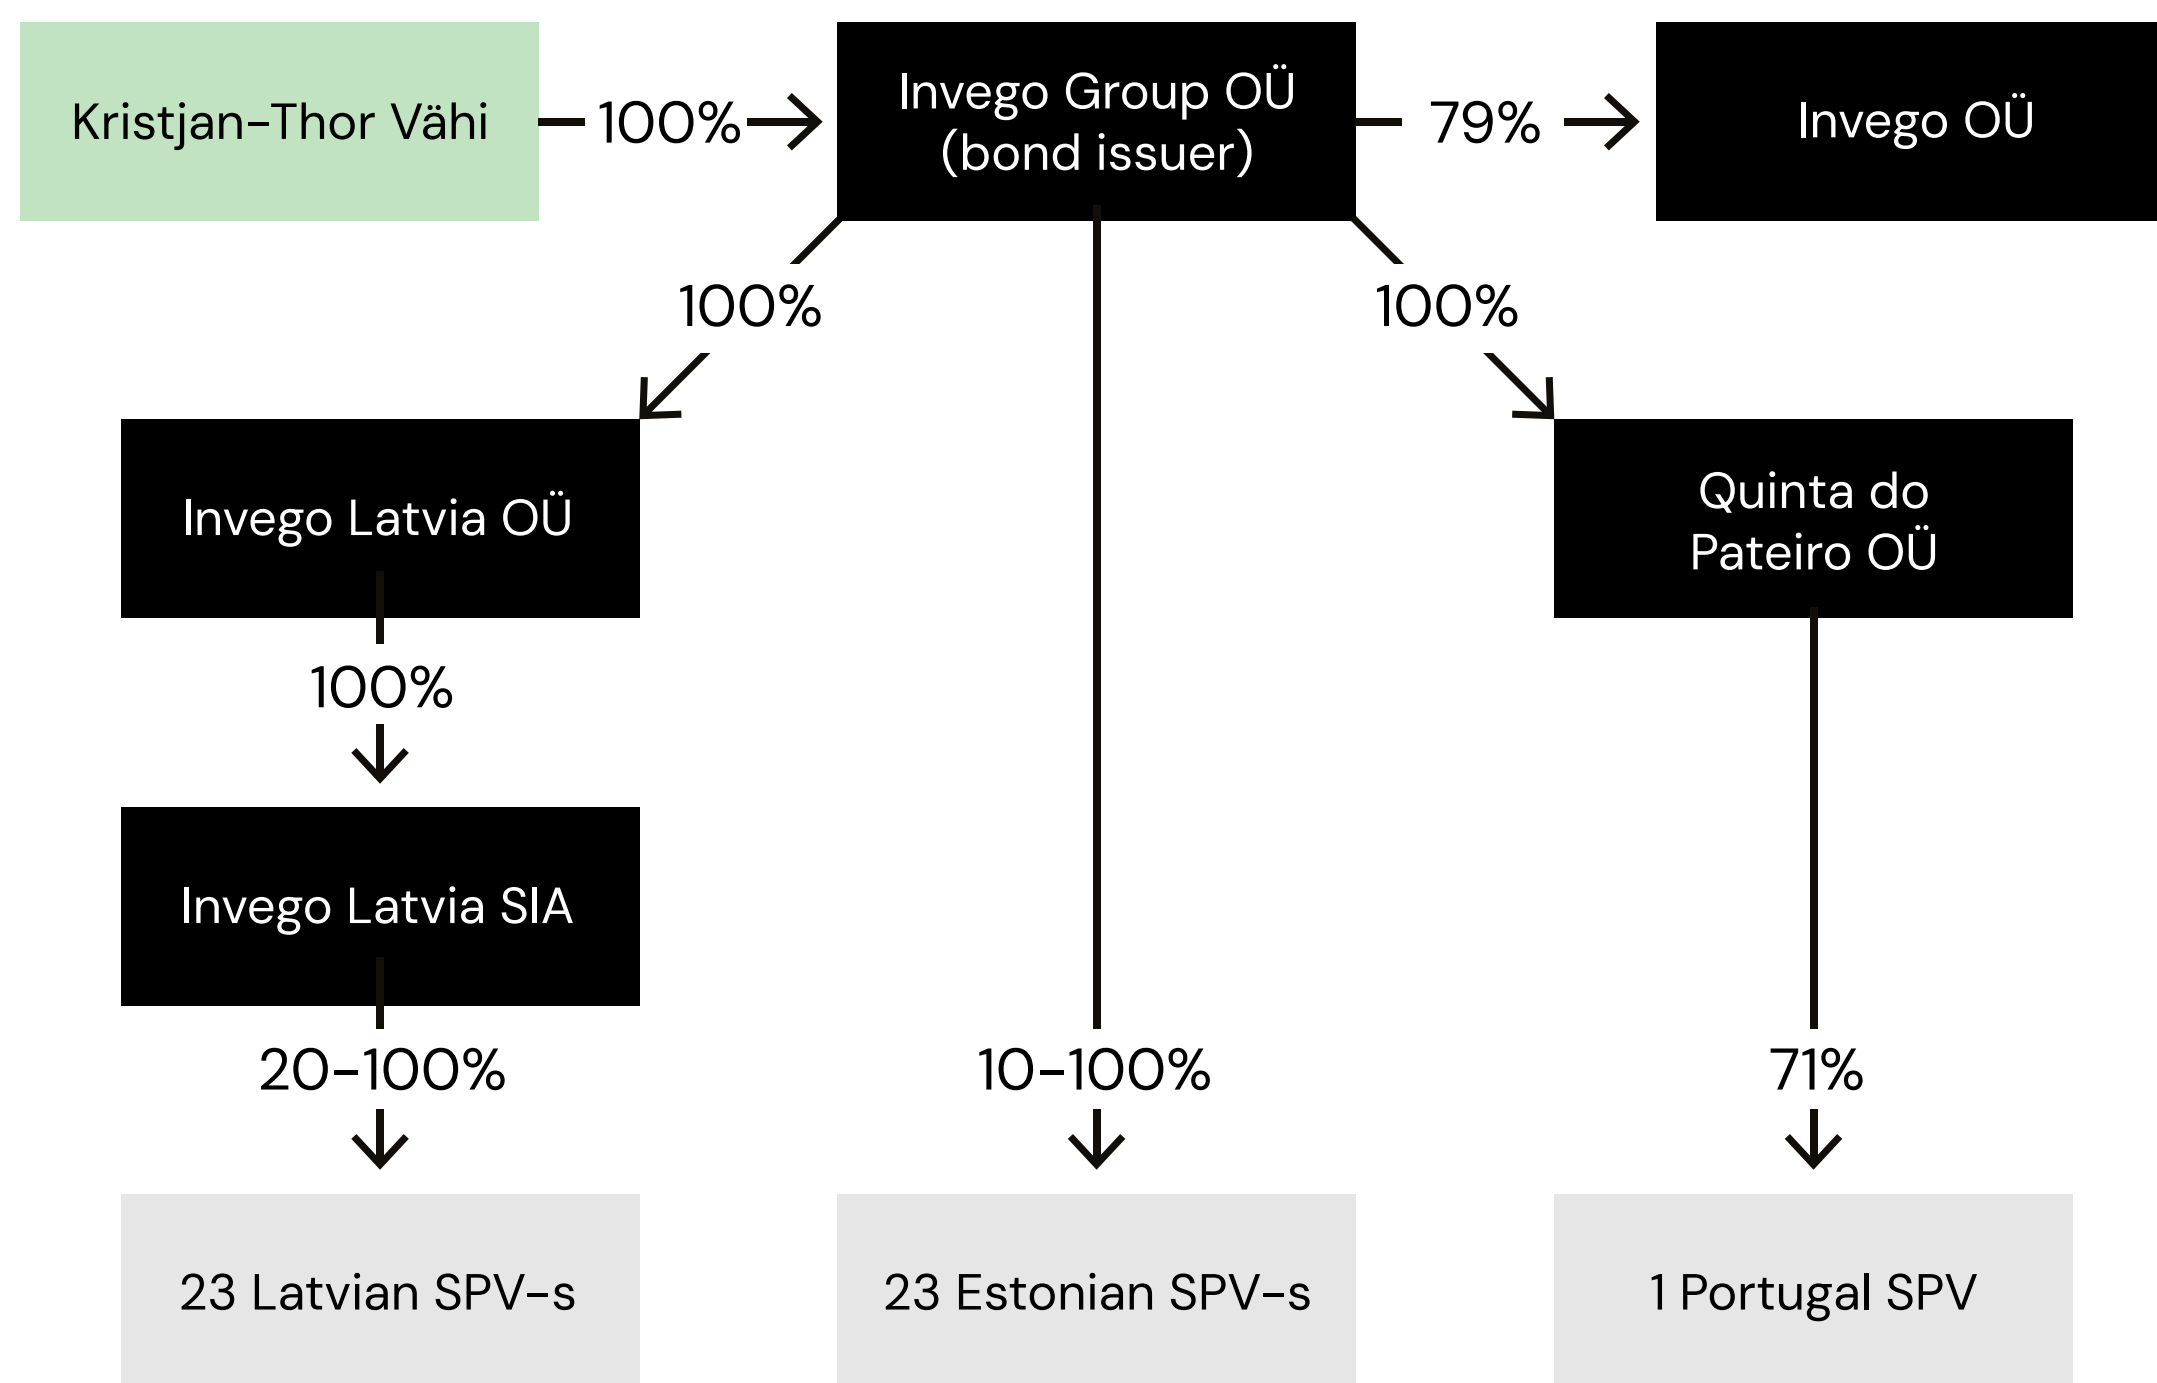 Kristjan-Thor Vähi
100%
Invego Group OÜ
(bond issuer)
79%
Invego OÜ
100%
100%
Invego Latvia OÜ
Quinta do
Pateiro OÜ
100%
Invego Latvia SIA
20-100%
10-100%
71%
23 Latvian SPV-s
23 Estonian SPV-s
1 Portugal SPV